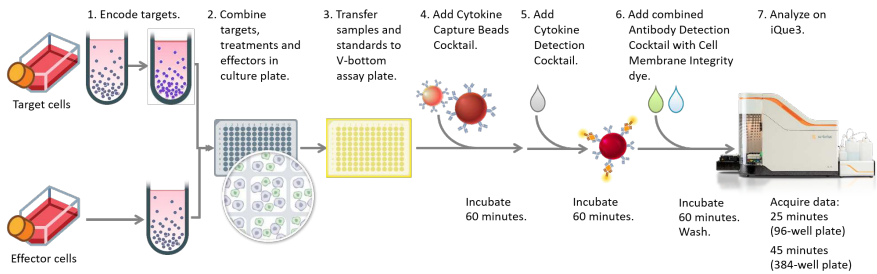 1. Encode targets.
2. Combine
targets,
treatments and
effectors in
culture plate.
3. Transfer
samples and
standards to
V-bottom
assay plate.
4. Add Cytokine
Capture Beads
Cocktail.
5. Add
Cytokine
Detection
Cocktail.
6. Add combined
Antibody Detection
Cocktail with Cell
Membrane Integrity
dye.
7. Analyze on
iQue3.
Target cells
Effector cells
Incubate
60 minutes.
Incubate
60 minutes.
Incubate
60 minutes.
Wash.
Acquire data:
25 minutes
(96-well plate)
45 minutes
(384-well plate)